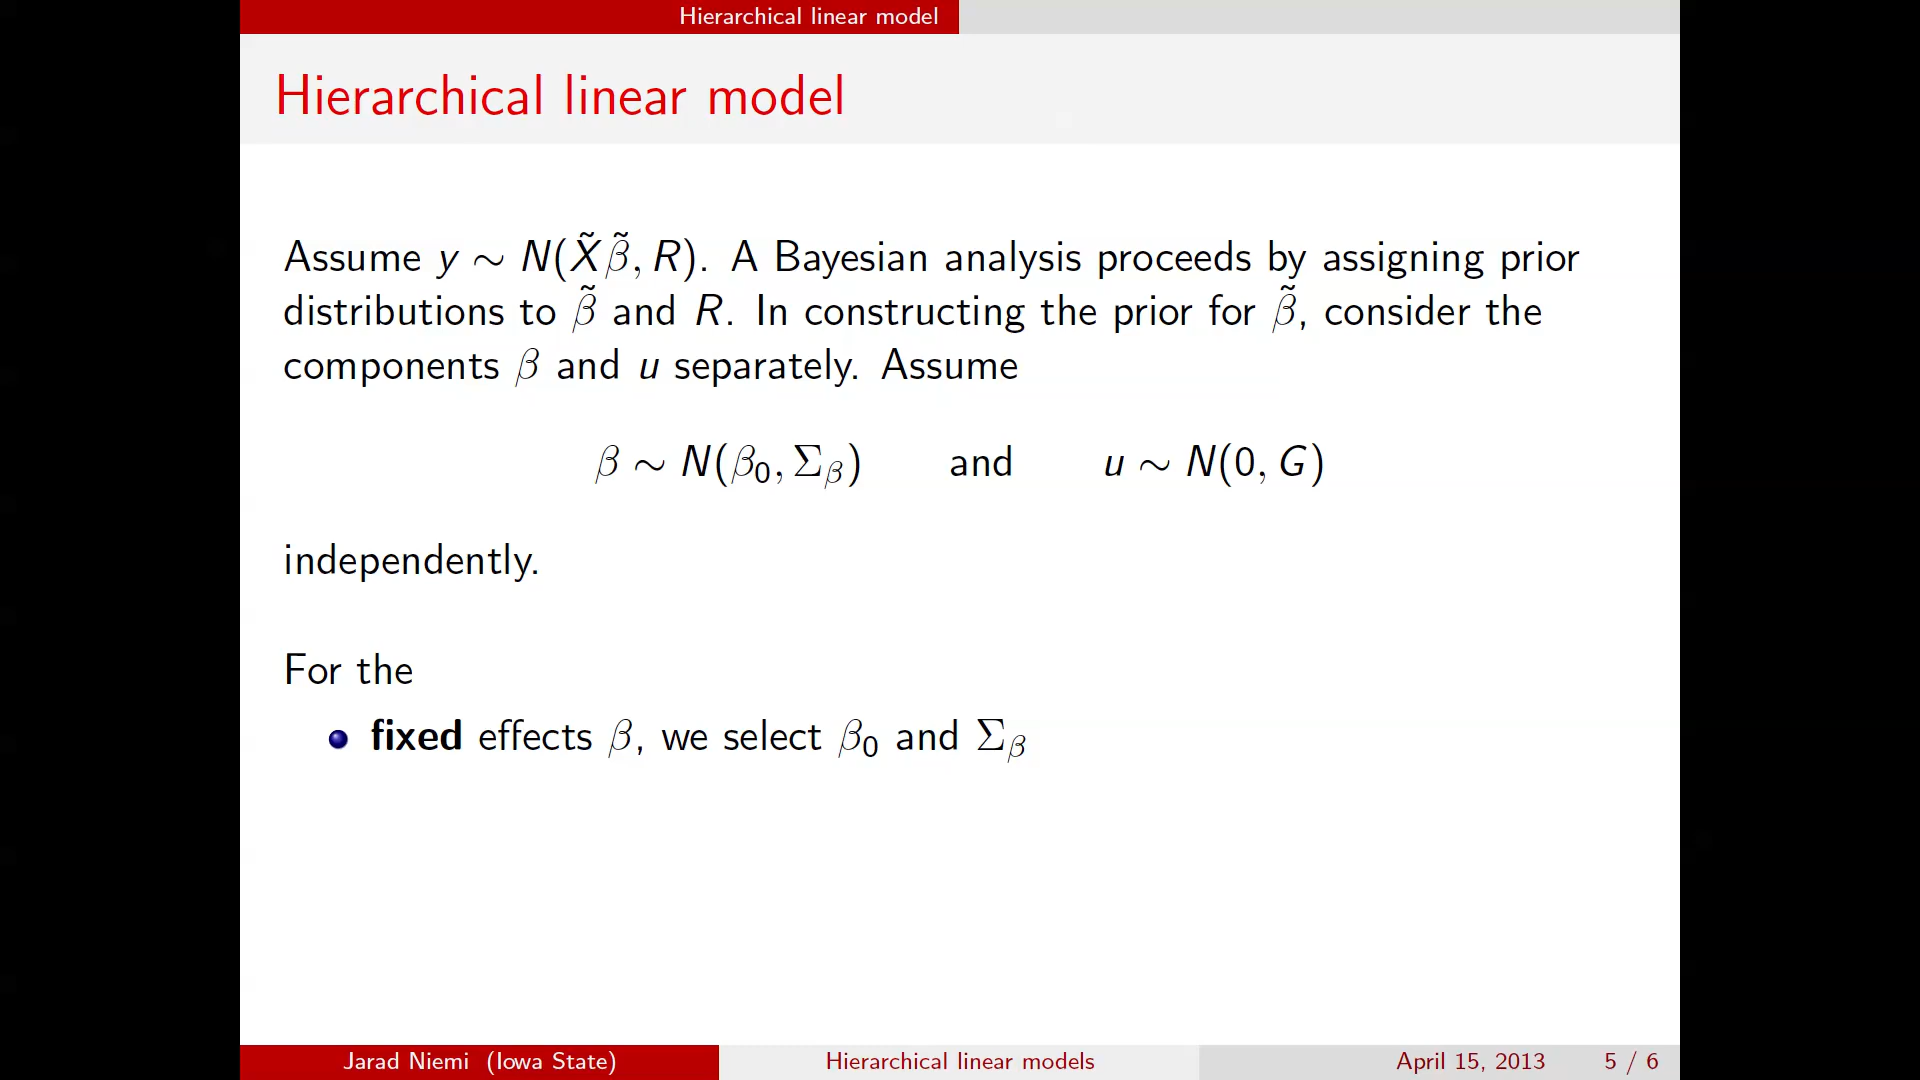 Hierarchical linear model
Hierarchical linear model
Assume y ∼ N(X̃β̃, R). A Bayesian analysis proceeds by assigning prior
distributions to β̃ and R. In constructing the prior for β̃, consider the
components β and u separately. Assume
β ∼ N(β₀, Σ_β) and u ∼ N(0, G)
independently.
For the
• fixed effects β, we select β₀ and Σ_β
Jarad Niemi (Iowa State) Hierarchical linear models April 15, 2013 5 / 6